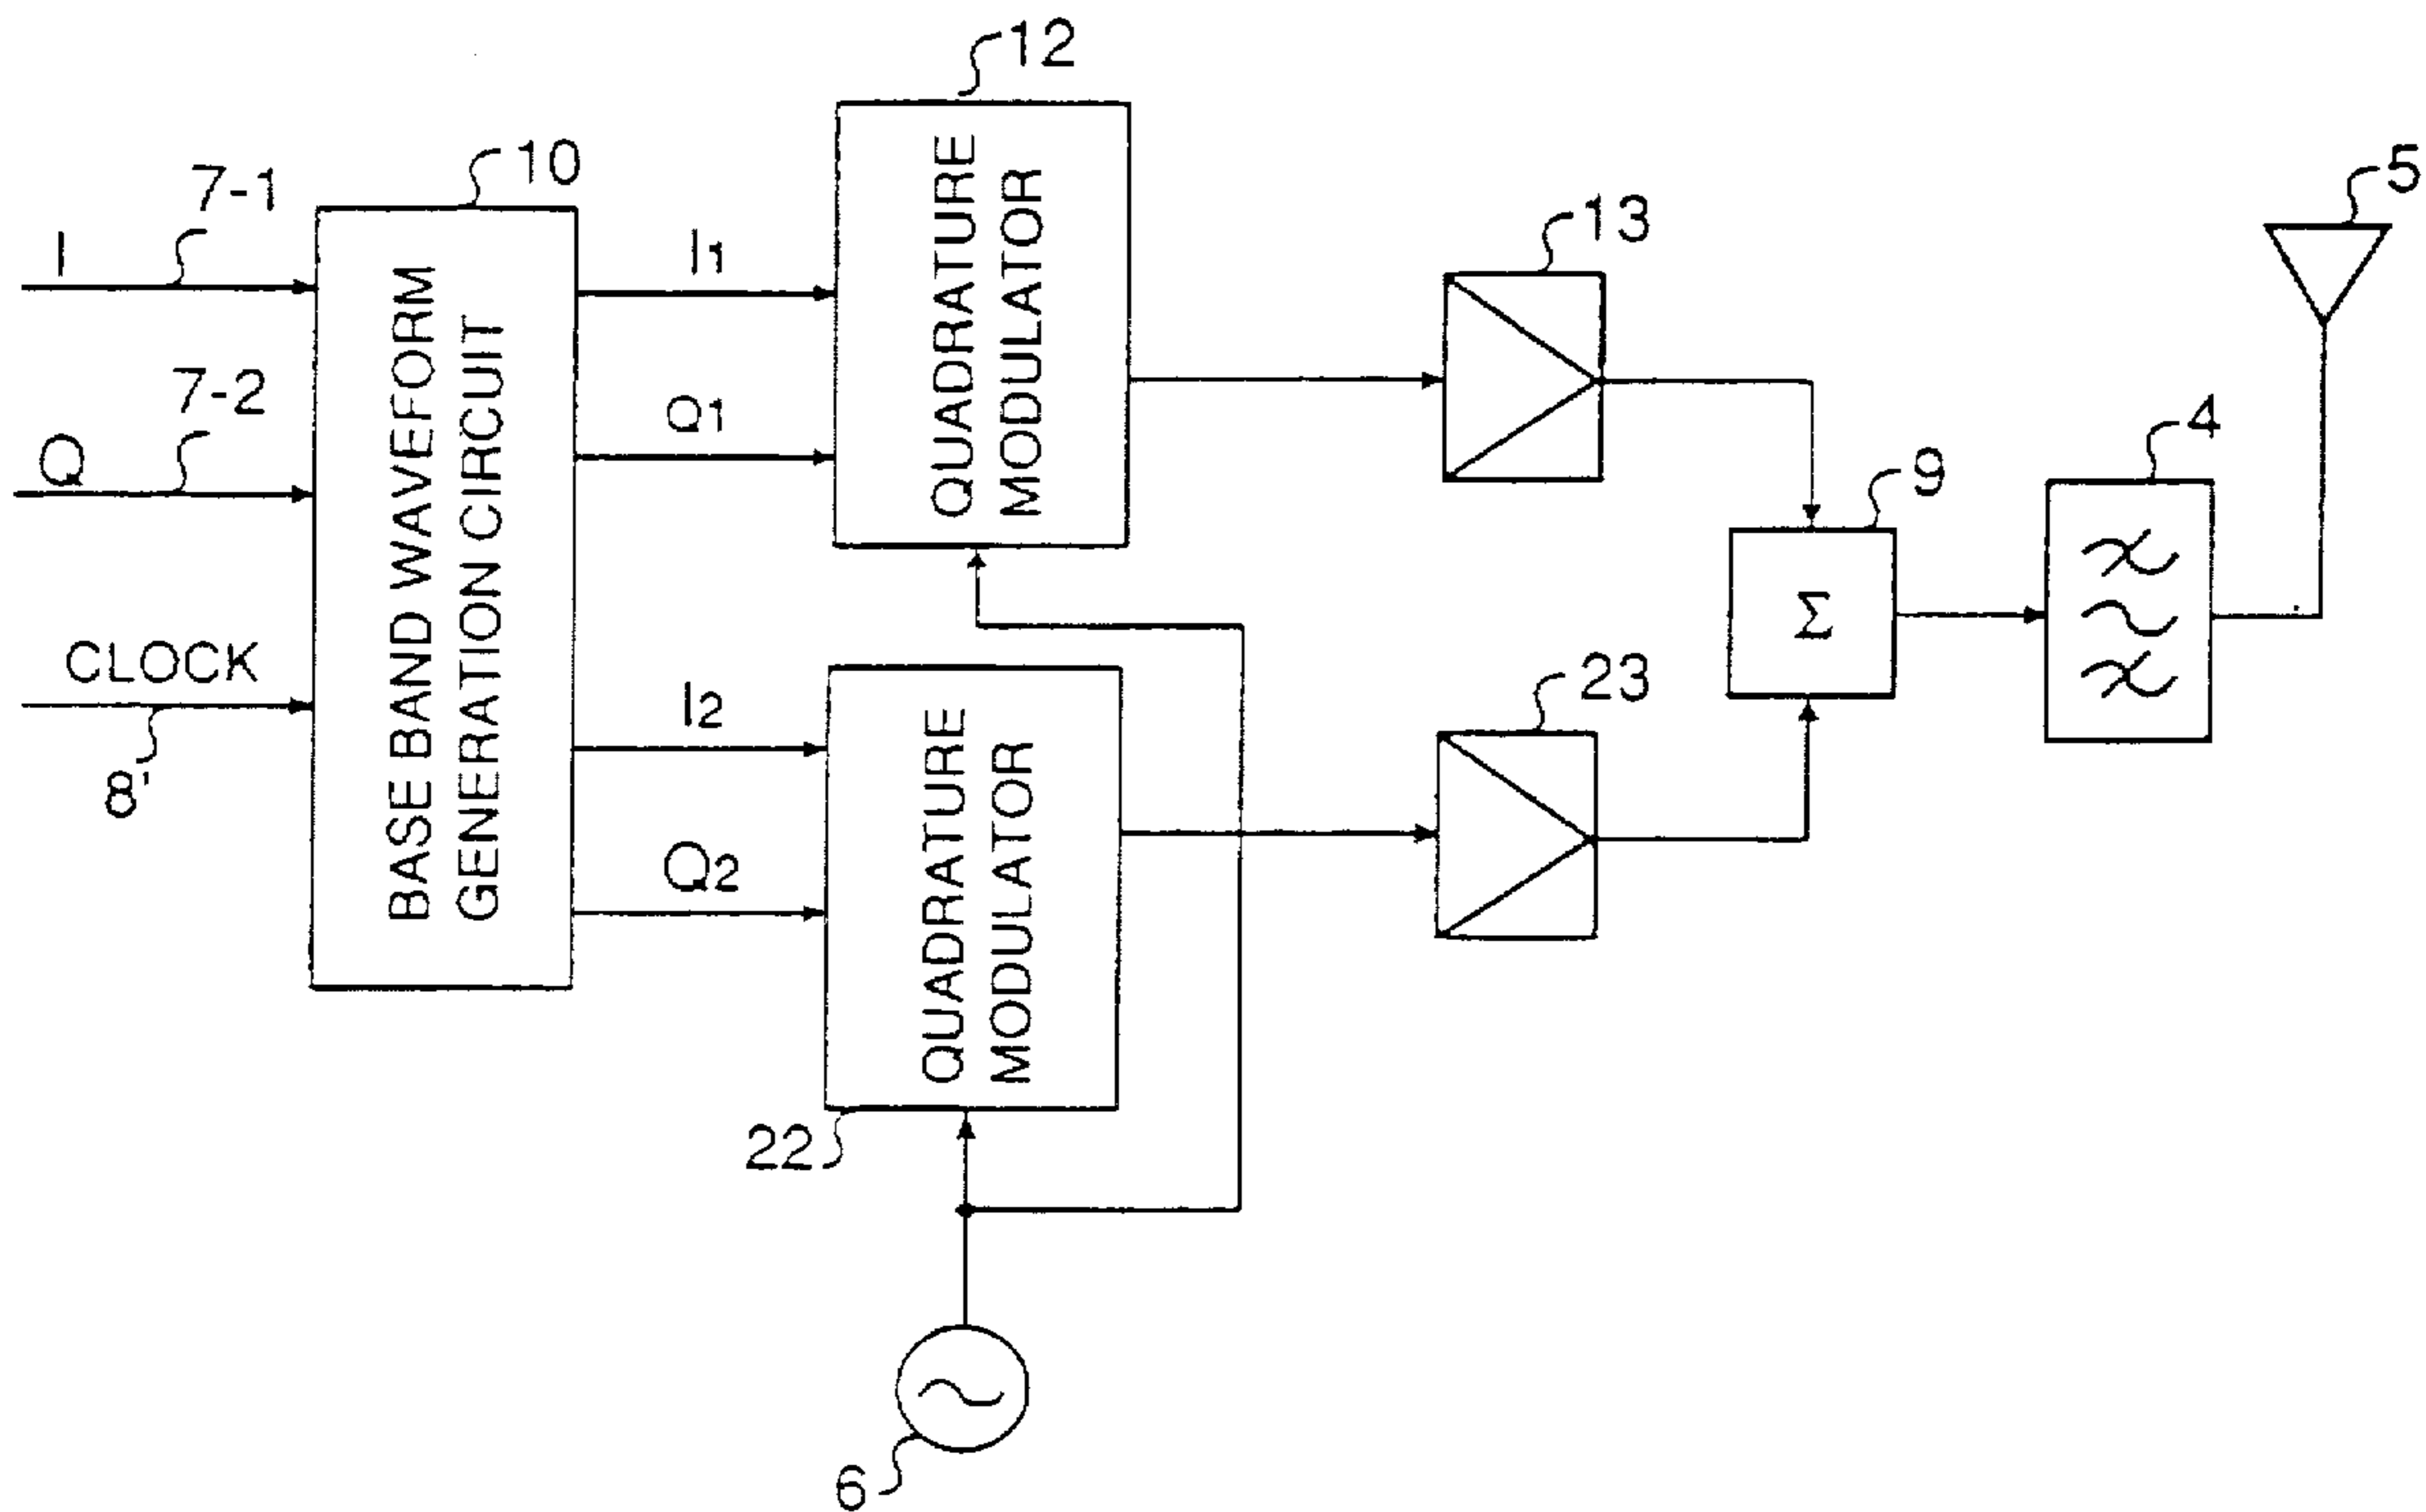 12
10
7-1
I
I1
QUADRATURE
MODULATOR
5
13
7-2
Q
Q1
BASE BAND WAVEFORM
GENERATION CIRCUIT
4
9
Σ
CLOCK
8'
I2
Q2
QUADRATURE
MODULATOR
23
22
6